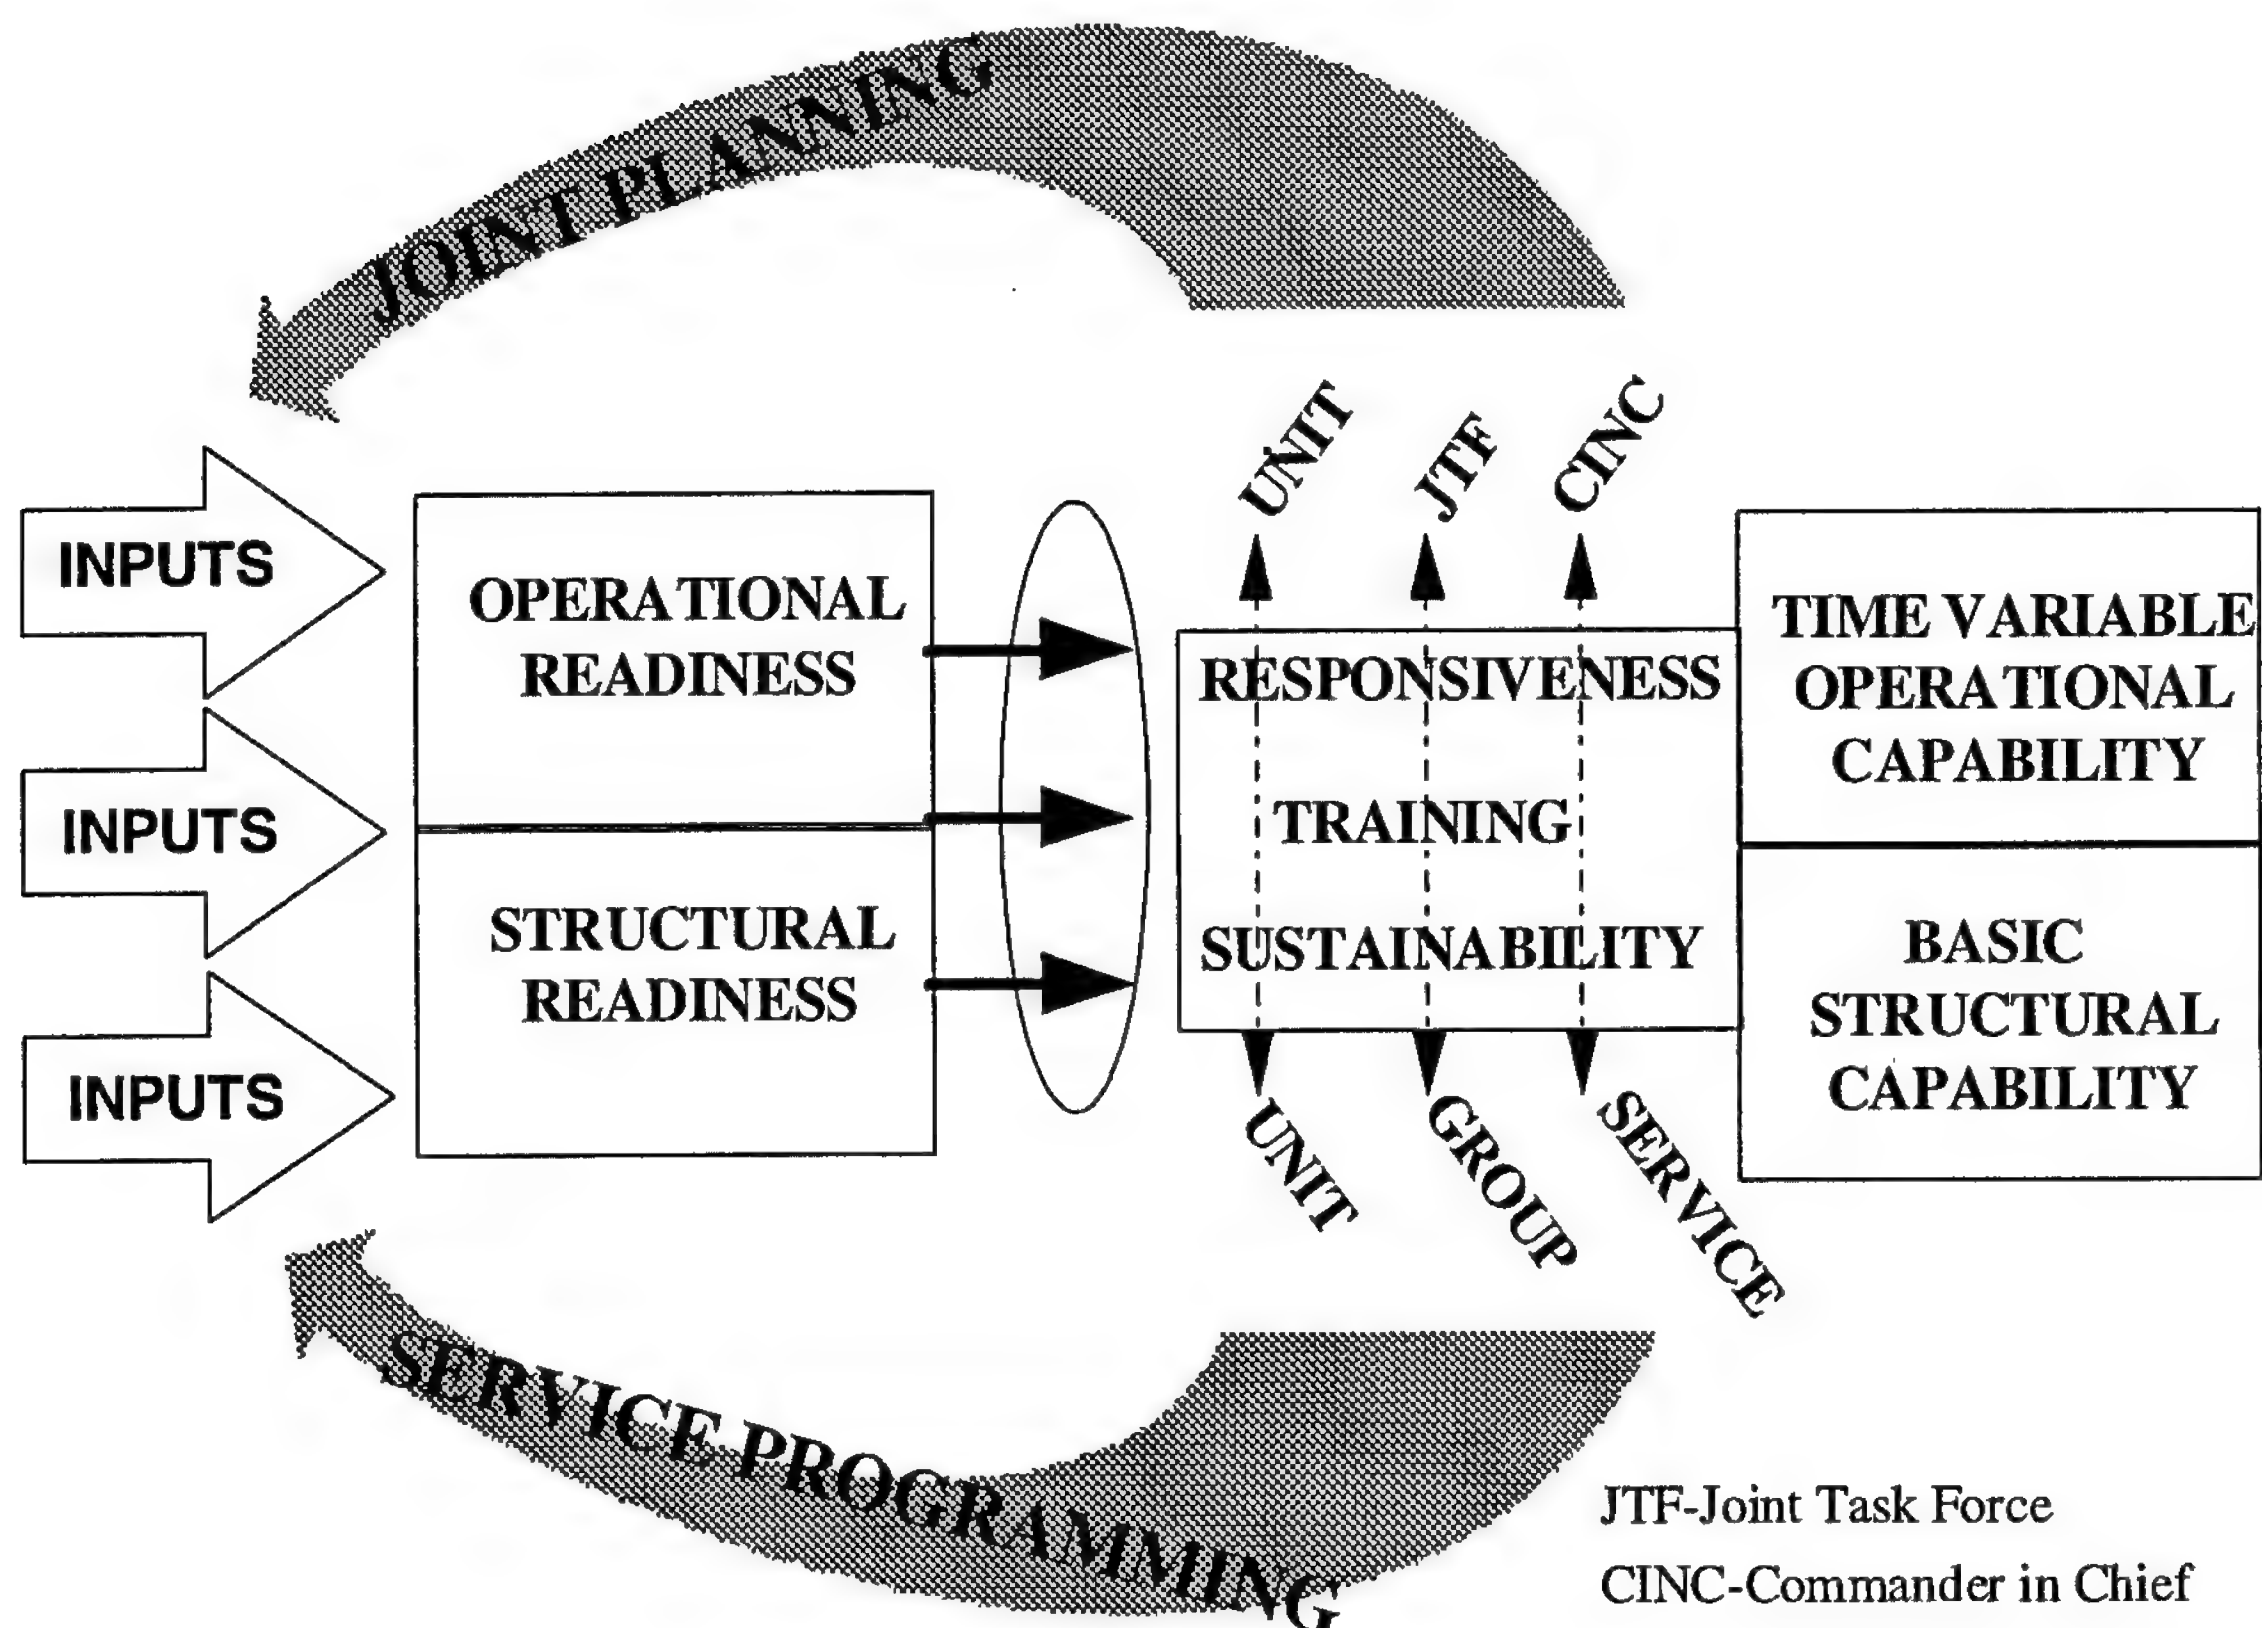 JOINT PLANNING
UNIT
JTF
CINC
INPUTS
INPUTS
INPUTS
OPERATIONAL
READINESS
STRUCTURAL
READINESS
RESPONSIVENESS
TRAINING
SUSTAINABILITY
TIME VARIABLE
OPERATIONAL
CAPABILITY
BASIC
STRUCTURAL
CAPABILITY
UNIT
GROUP
SERVICE
SERVICE PROGRAMMING
JTF-Joint Task Force
CINC-Commander in Chief